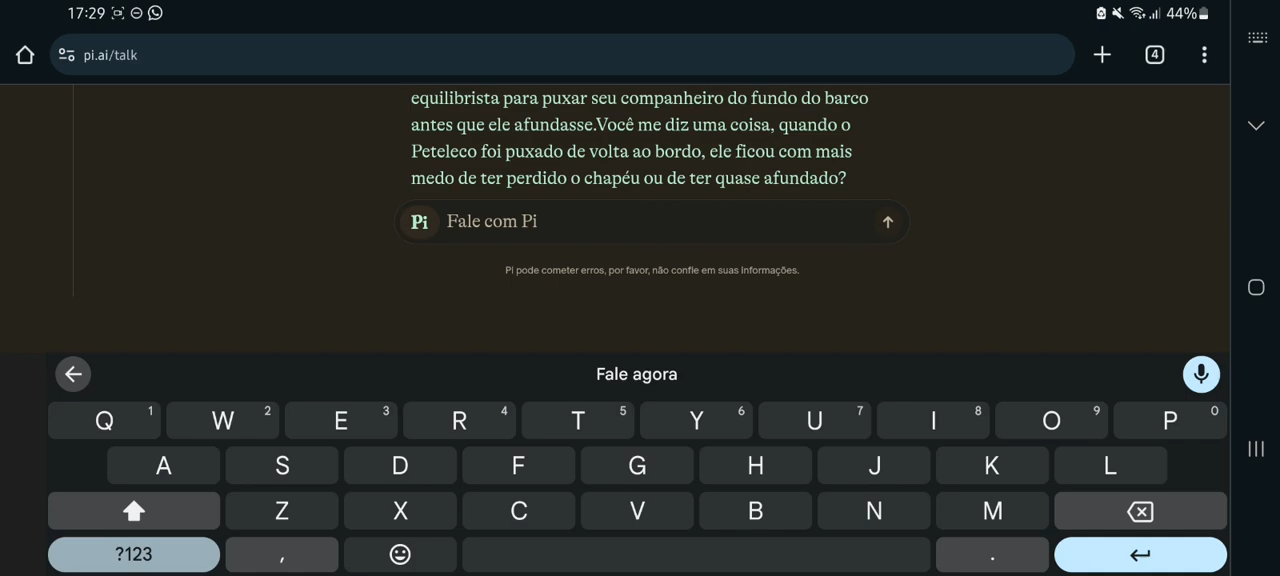 17:29 44%
pi.ai/talk 4
equilibrista para puxar seu companheiro do fundo do barco
antes que ele afundasse.Você me diz uma coisa, quando o
Peteleco foi puxado de volta ao bordo, ele ficou com mais
medo de ter perdido o chapéu ou de ter quase afundado?
Pi Fale com Pi
Pi pode cometer erros, por favor, não confie em suas informações.
Fale agora
Q 1 W 2 E 3 R 4 T 5 Y 6 U 7 I 8 O 9 P 0
A S D F G H J K L
Z X C V B N M
?123 , .